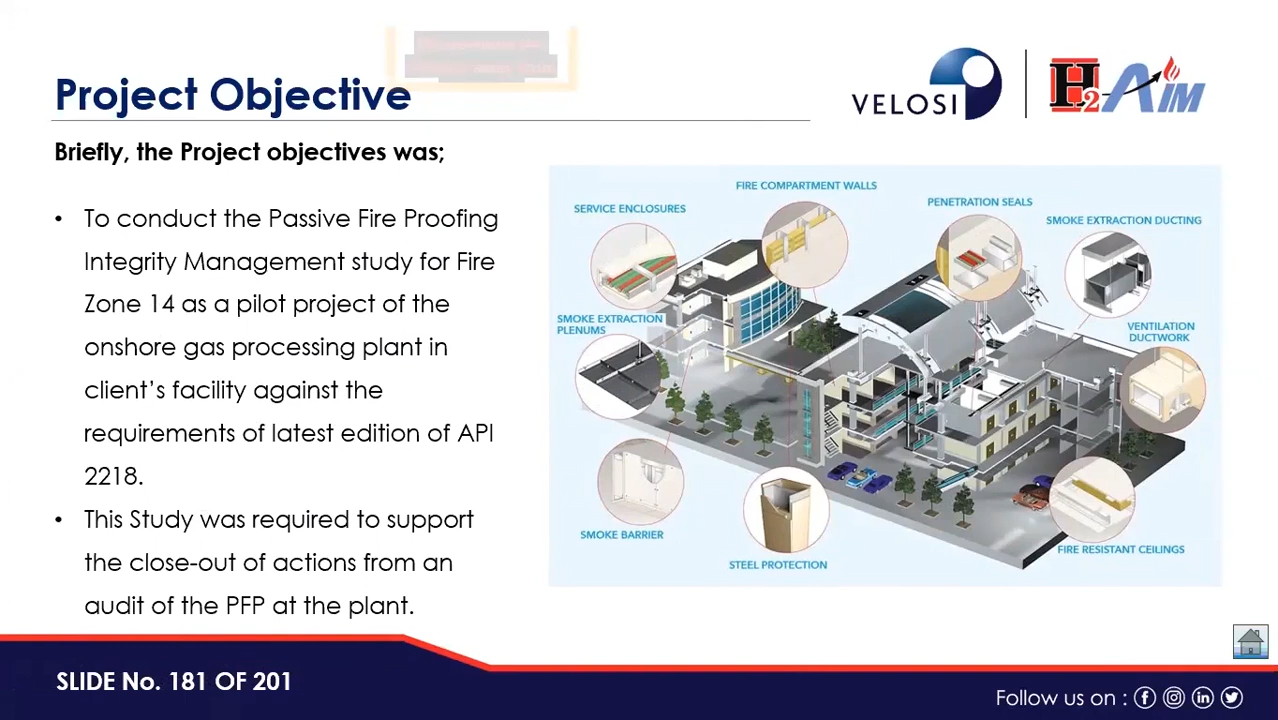 Project Objective
VELOSI
H2AIM
Briefly, the Project objectives was;
• To conduct the Passive Fire Proofing
Integrity Management study for Fire
Zone 14 as a pilot project of the
onshore gas processing plant in
client’s facility against the
requirements of latest edition of API
2218.
• This Study was required to support
the close-out of actions from an
audit of the PFP at the plant.
FIRE COMPARTMENT WALLS
SERVICE ENCLOSURES
PENETRATION SEALS
SMOKE EXTRACTION DUCTING
SMOKE EXTRACTION
PLENUMS
VENTILATION
DUCTWORK
SMOKE BARRIER
STEEL PROTECTION
FIRE RESISTANT CEILINGS
SLIDE No. 181 OF 201
Follow us on :